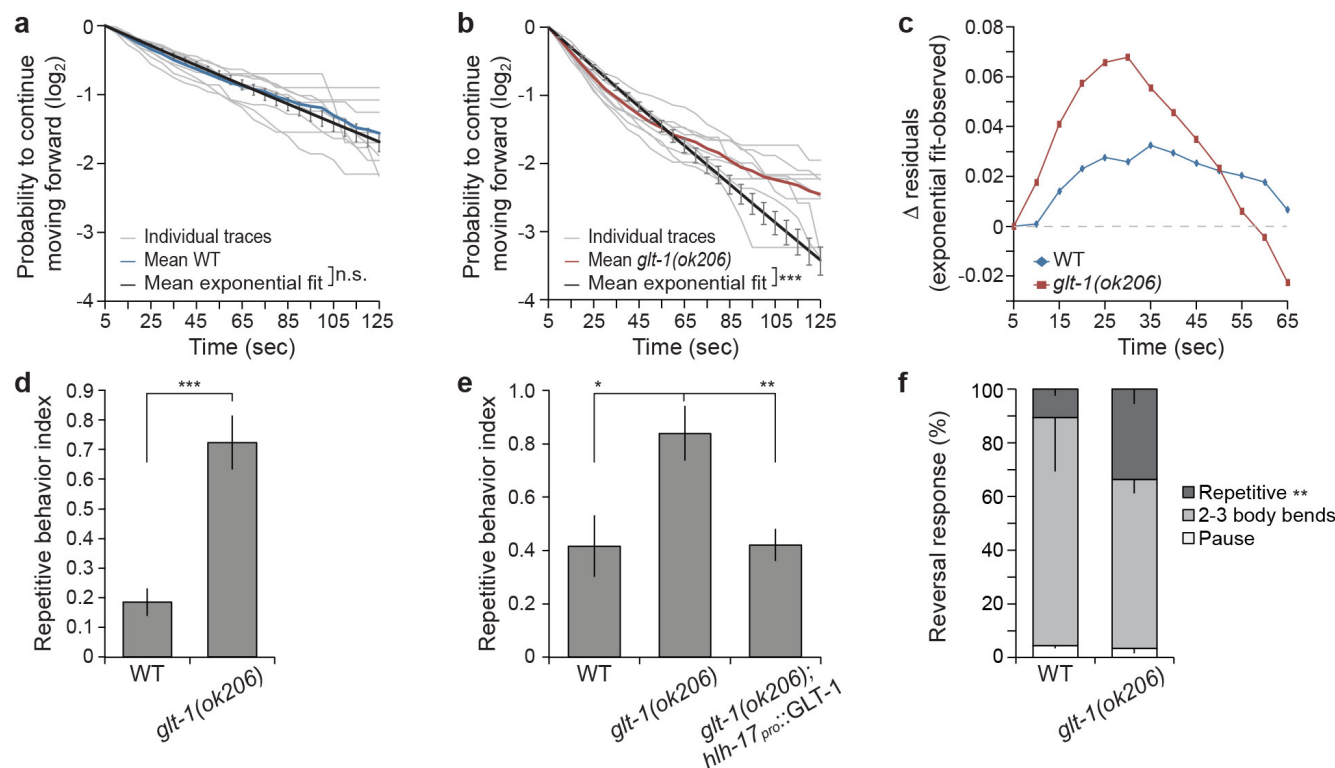 a
Probability to continue
moving forward (log2)
0
-1
-2
-3
-4
5 25 45 65 85 105 125
Time (sec)
Individual traces
Mean WT
Mean exponential fit ]n.s.
b
Probability to continue
moving forward (log2)
0
-1
-2
-3
-4
5 25 45 65 85 105 125
Time (sec)
Individual traces
Mean glt-1(ok206)
Mean exponential fit ]***
c
Δ residuals
(exponential fit-observed)
0.08
0.06
0.04
0.02
0
-0.02
5 15 25 35 45 55 65
Time (sec)
WT
glt-1(ok206)
d
Repetitive behavior index
0.9
0.8
0.7
0.6
0.5
0.4
0.3
0.2
0.1
0
***
WT
glt-1(ok206)
e
Repetitive behavior index
1.0
0.8
0.6
0.4
0.2
0
* **
WT
glt-1(ok206)
glt-1(ok206);
hlh-17pro::GLT-1
f
Reversal response (%)
100
80
60
40
20
0
WT
glt-1(ok206)
Repetitive **
2-3 body bends
Pause